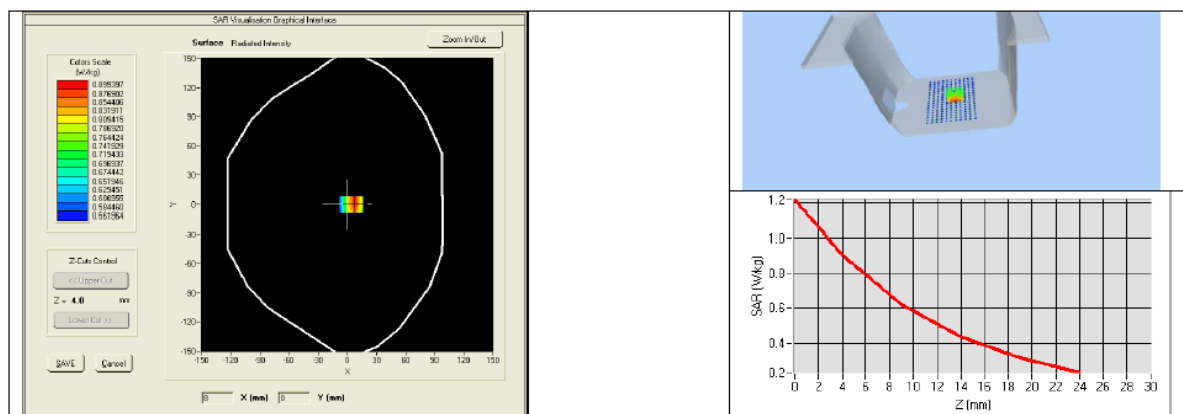 SAR Visualisation Graphical Interface
Surface Radiated Intensity
Zoom In/Out
Colors Scale
(W/kg)
0.899397
0.876902
0.854406
0.831911
0.809415
0.786920
0.764424
0.741929
0.719433
0.696937
0.674442
0.651946
0.629451
0.606955
0.584460
0.561964
Z-Cuts Control
<< Upper Cut
Z = 4.0 mm
Lower Cut >>
SAVE Cancel
150
120
90
60
30
0
-30
-60
-90
-120
-150
Y
-150 -120 -90 -60 -30 0 30 60 90 120 150
X
8 X (mm) 0 Y (mm)
1.2
1.0
0.8
0.6
0.4
0.2
SAR (W/kg)
0 2 4 6 8 10 12 14 16 18 20 22 24 26 28 30
Z (mm)